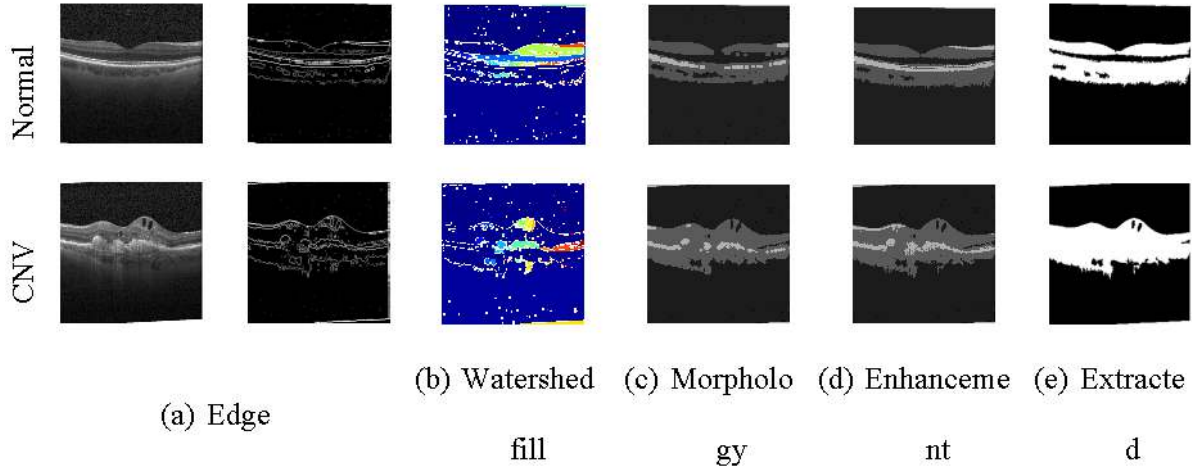 Normal
CNV
(a) Edge
(b) Watershed
fill
(c) Morpholo
gy
(d) Enhanceme
nt
(e) Extracte
d